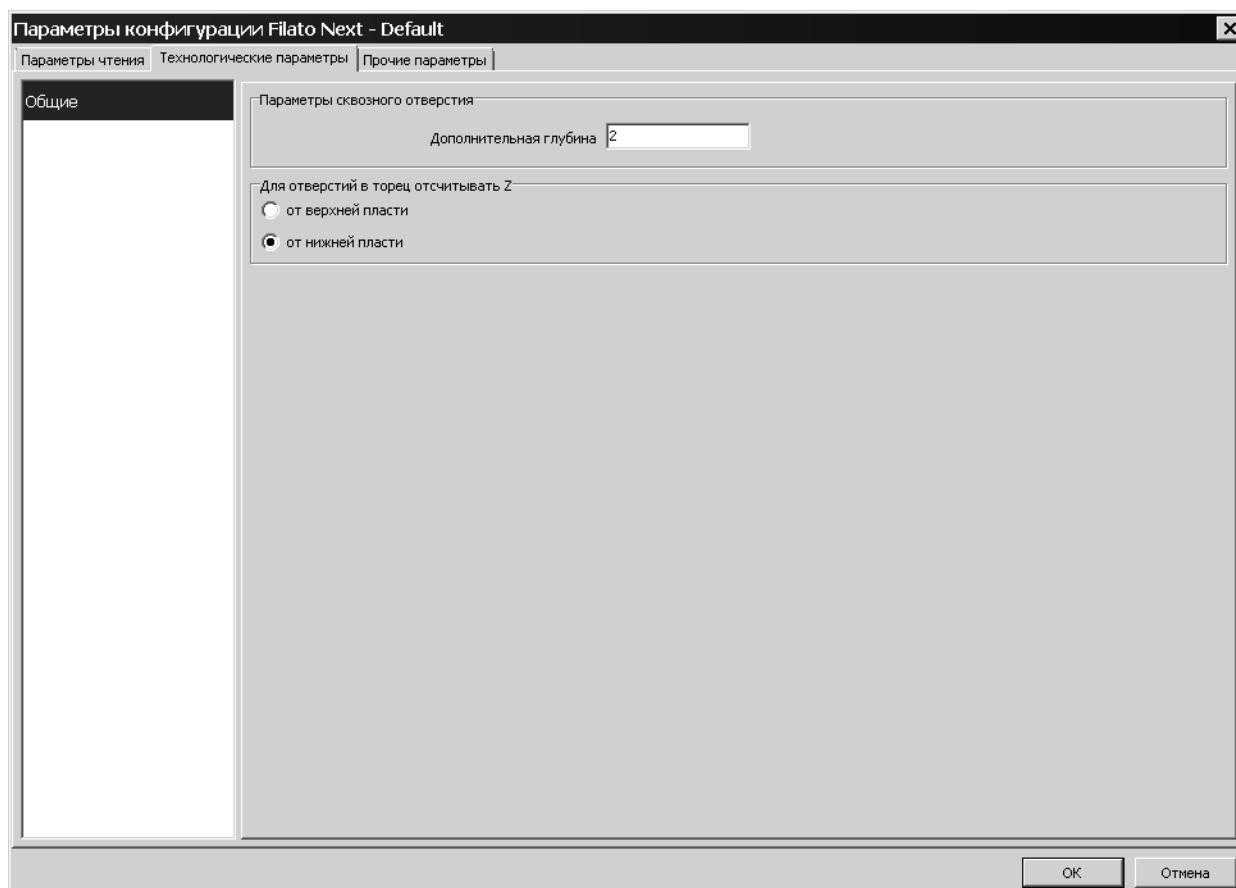 Параметры конфигурации Filato Next - Default
Параметры чтения Технологические параметры Прочие параметры
Общие
Параметры сквозного отверстия
Дополнительная глубина 2
Для отверстий в торец отсчитывать Z
от верхней пласти
от нижней пласти
OK Отмена